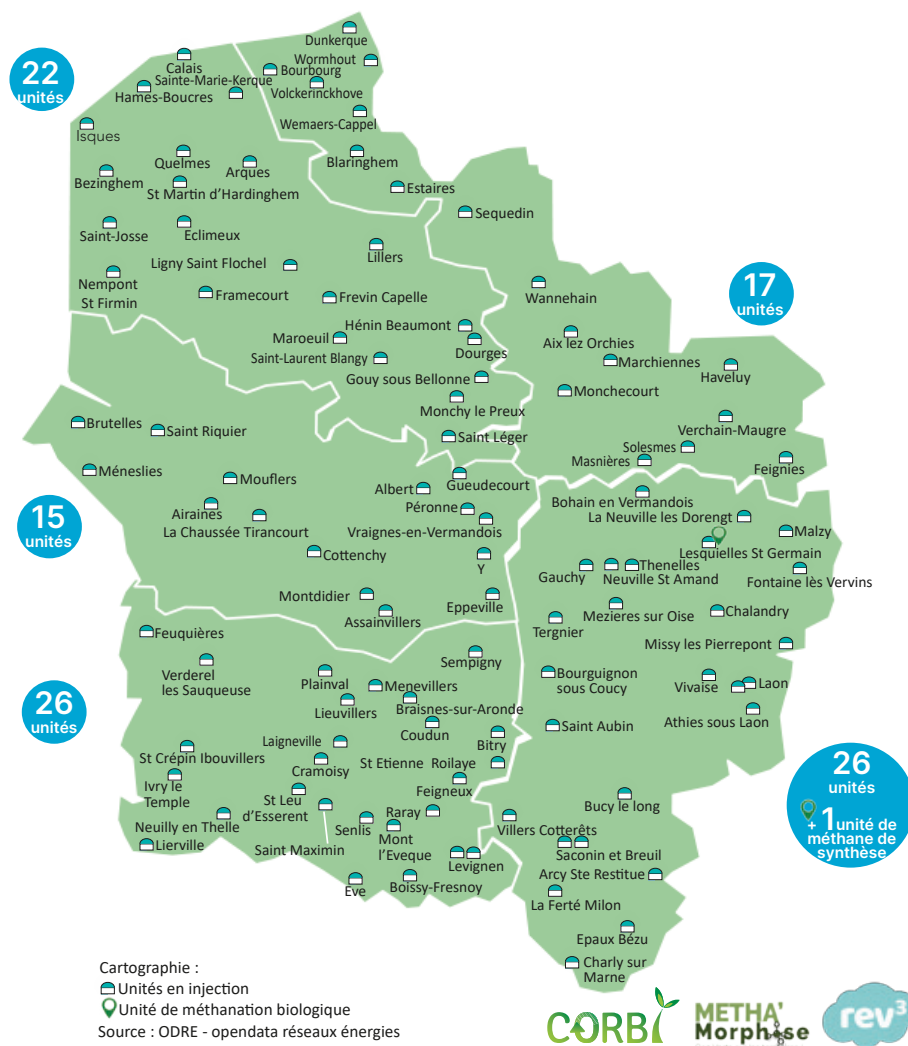 Dunkerque
Wormhout
Bourbourg
Volckerinckhove
Wemaers-Cappel
Blaringhem
Estaires
Sequedin
22
unités
Calais
Sainte-Marie-Kerque
Hames-Boucres
Isques
Quelmes
Arques
Bezinghem
St Martin d'Hardinghem
Saint-Josse
Eclimeux
Lillers
Ligny Saint Flochel
Nempont
St Firmin
Framecourt
Frevin Capelle
Hénin Beaumont
Maroeuil
Dourges
Saint-Laurent Blangy
Gouy sous Bellonne
Monchy le Preux
Saint Léger
17
unités
Wannehain
Aix lez Orchies
Marchiennes
Haveluy
Monchecourt
Verchain-Maugre
Solesmes
Masnières
Feignies
Brutelles
Saint Riquier
Méneslies
Mouflers
Albert
Gueudecourt
Péronne
Airaines
La Chaussée Tirancourt
Vraignes-en-Vermandois
15
unités
Cottenchy
Y
Montdidier
Eppeville
Assainvillers
Bohain en Vermandois
La Neuville les Dorengt
Malzy
Lesquielles St Germain
Thenelles
Gauchy
Neuville St Amand
Fontaine lès Vervins
Mezieres sur Oise
Chalandry
Tergnier
Missy les Pierrepont
Bourguignon
sous Coucy
Vivaise
Laon
Athies sous Laon
Saint Aubin
Feuquières
Verderel
les Sauqueuse
Sempigny
Plainval
Menevillers
Lieuvillers
Braisnes-sur-Aronde
26
unités
Coudun
Laigneville
Bitry
St Crépin Ibouvillers
Cramoisy
St Etienne Roilaye
Ivry le
Temple
St Leu
d'Esserent
Feigneux
Neuilly en Thelle
Raray
Senlis
Mont
l'Eveque
Lierville
Saint Maximin
Levignen
Eve
Boissy-Fresnoy
26
unités
+ 1 unité de
méthane de
synthèse
Bucy le long
Villers Cotterêts
Saconin et Breuil
Arcy Ste Restitue
La Ferté Milon
Epaux Bézu
Charly sur
Marne
Cartographie :
Unités en injection
Unité de méthanation biologique
Source : ODRE - opendata réseaux énergies
CORBI
METHA'
Morphose
rev3